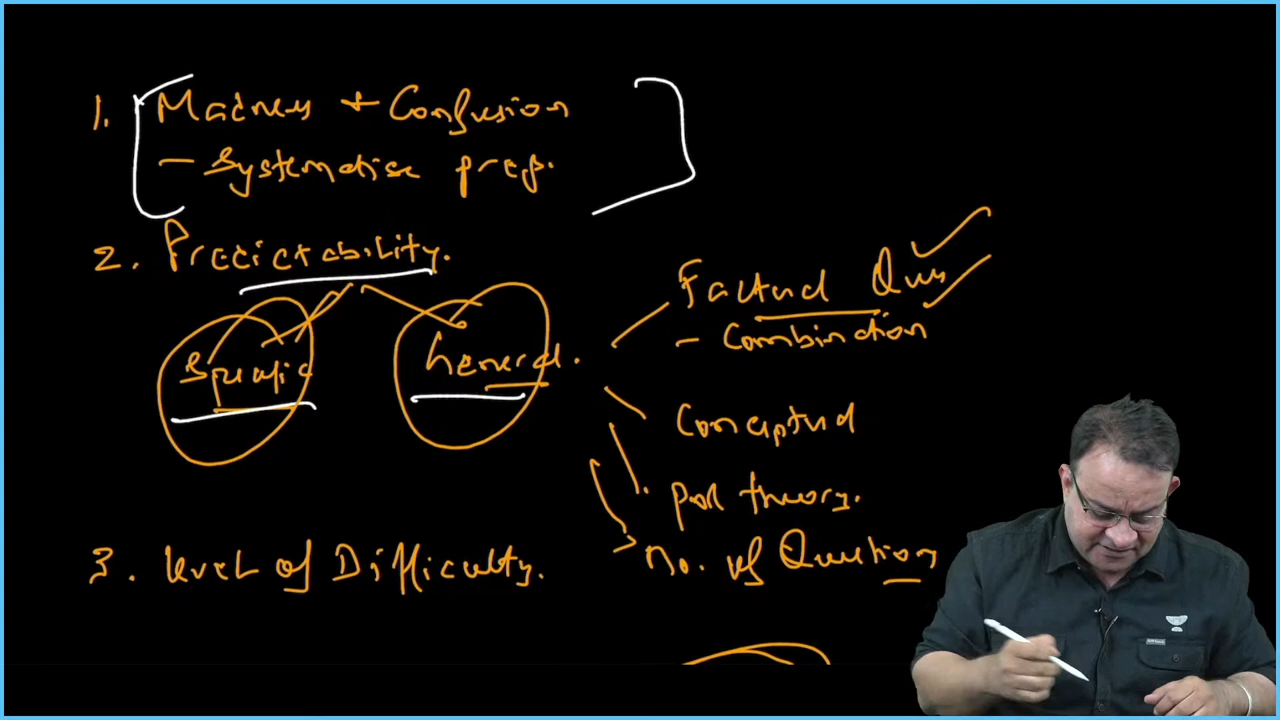 1. Madness + Confusion
- Systematise prep.
2. Predictability.
Specific
General.
Factual Ques
- Combination
Conceptual
Pol theory.
No. of Question
3. Level of Difficulty.